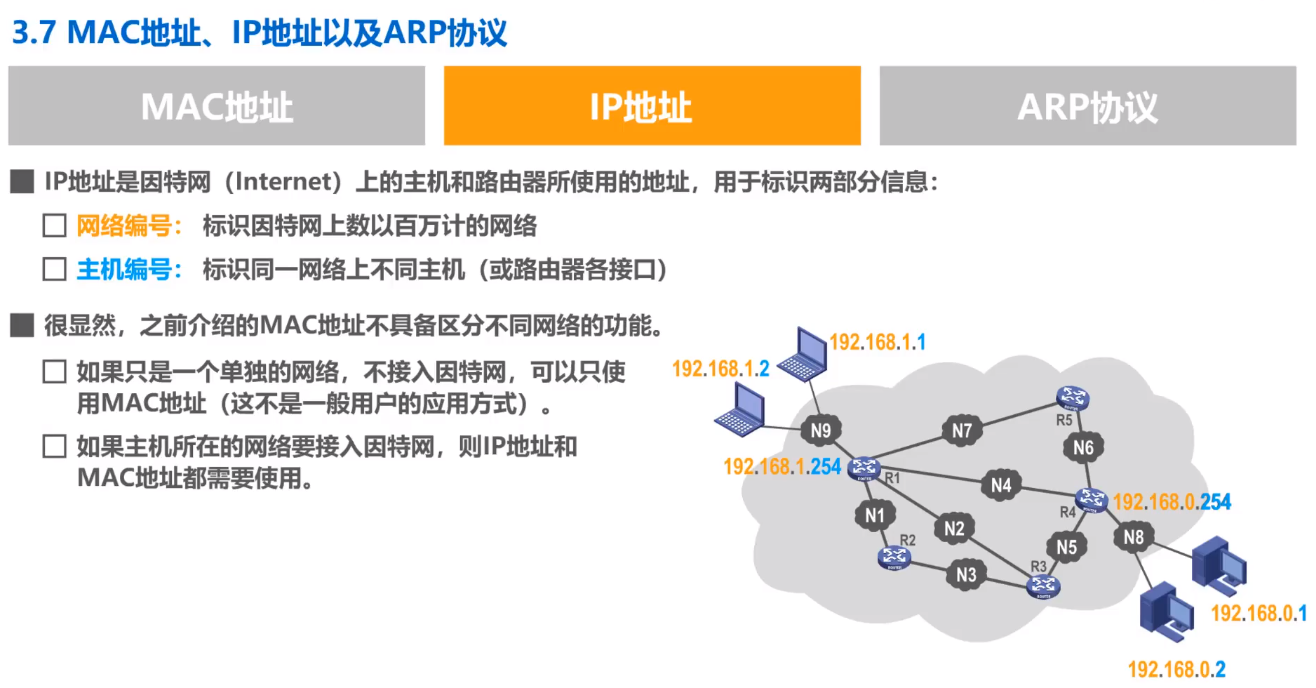 3.7 MAC地址、IP地址以及ARP协议
MAC地址
IP地址
ARP协议
IP地址是因特网（Internet）上的主机和路由器所使用的地址，用于标识两部分信息：
网络编号： 标识因特网上数以百万计的网络
主机编号： 标识同一网络上不同主机（或路由器各接口）
很显然，之前介绍的MAC地址不具备区分不同网络的功能。
如果只是一个单独的网络，不接入因特网，可以只使
用MAC地址（这不是一般用户的应用方式）。
如果主机所在的网络要接入因特网，则IP地址和
MAC地址都需要使用。
192.168.1.1
192.168.1.2
N9
N7
R5
N6
192.168.1.254
R1
N4
R4
192.168.0.254
N1
N2
N5
N8
R2
N3
R3
192.168.0.1
192.168.0.2